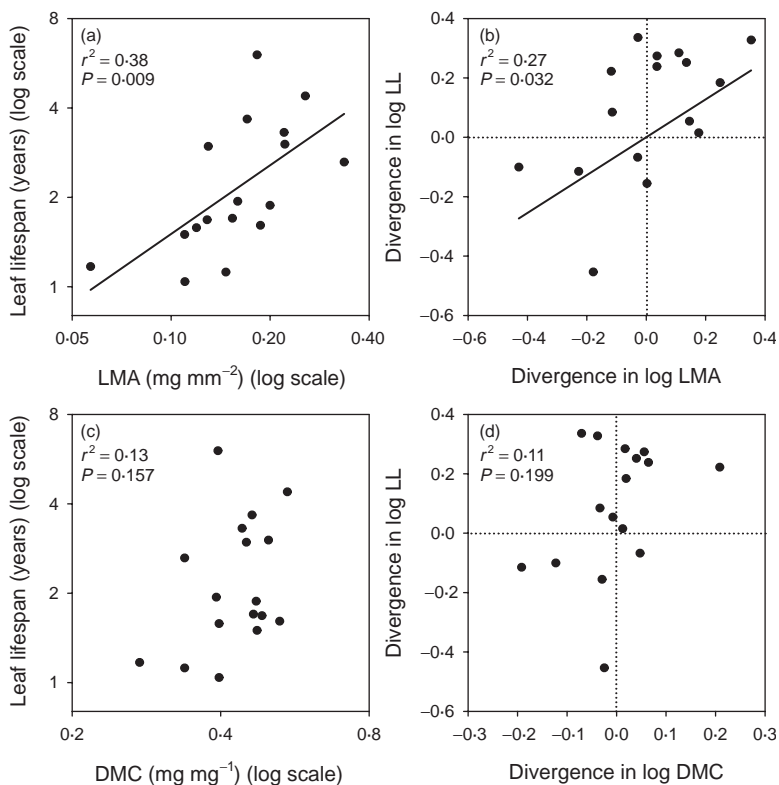 (a)
r² = 0·38
P = 0·009
Leaf lifespan (years) (log scale)
8
4
2
1
0·05 0·10 0·20 0·40
LMA (mg mm⁻²) (log scale)
(b)
r² = 0·27
P = 0·032
Divergence in log LL
0·4
0·2
0·0
−0·2
−0·4
−0·6
−0·6 −0·4 −0·2 0·0 0·2 0·4
Divergence in log LMA
(c)
r² = 0·13
P = 0·157
Leaf lifespan (years) (log scale)
8
4
2
1
0·2 0·4 0·8
DMC (mg mg⁻¹) (log scale)
(d)
r² = 0·11
P = 0·199
Divergence in log LL
0·4
0·2
0·0
−0·2
−0·4
−0·6
−0·3 −0·2 −0·1 0·0 0·1 0·2 0·3
Divergence in log DMC